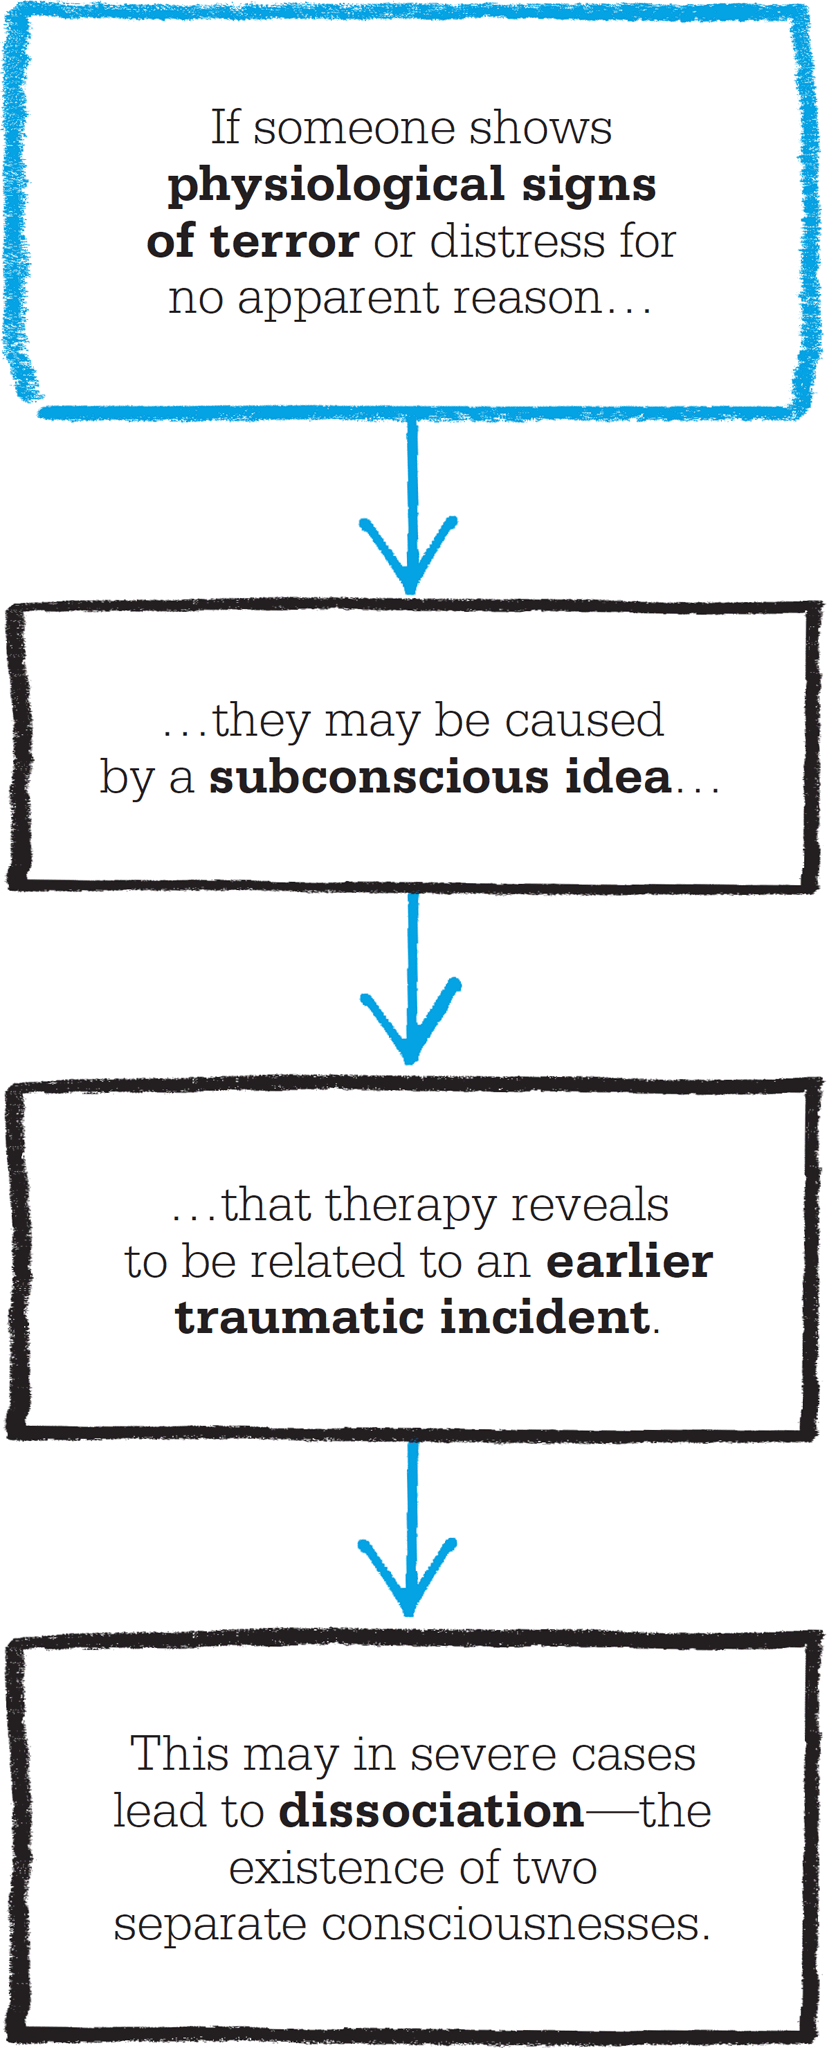 If someone shows
physiological signs
of terror or distress for
no apparent reason…
…they may be caused
by a subconscious idea…
…that therapy reveals
to be related to an earlier
traumatic incident.
This may in severe cases
lead to dissociation—the
existence of two
separate consciousnesses.